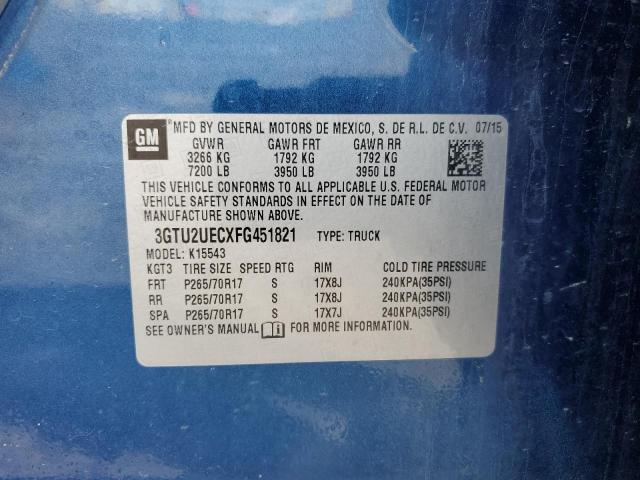 GM MFD BY GENERAL MOTORS DE MEXICO, S. DE R.L. DE C.V. 07/15
GVWR GAWR FRT GAWR RR
3266 KG 1792 KG 1792 KG
7200 LB 3950 LB 3950 LB
THIS VEHICLE CONFORMS TO ALL APPLICABLE U.S. FEDERAL MOTOR
VEHICLE SAFETY STANDARDS IN EFFECT ON THE DATE OF
MANUFACTURE SHOWN ABOVE.
3GTU2UECXFG451821 TYPE: TRUCK
MODEL: K15543
KGT3 TIRE SIZE SPEED RTG RIM COLD TIRE PRESSURE
FRT P265/70R17 S 17X8J 240KPA(35PSI)
RR P265/70R17 S 17X8J 240KPA(35PSI)
SPA P265/70R17 S 17X7J 240KPA(35PSI)
SEE OWNER'S MANUAL FOR MORE INFORMATION.